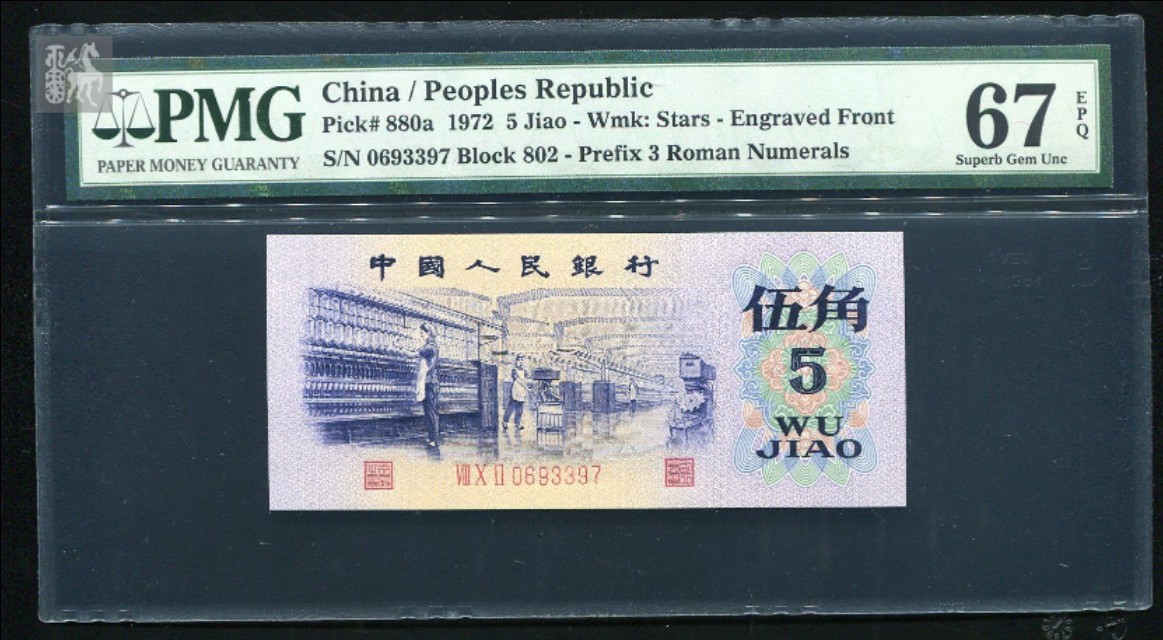 PMG
PAPER MONEY GUARANTY
China / Peoples Republic
Pick# 880a 1972 5 Jiao - Wmk: Stars - Engraved Front
S/N 0693397 Block 802 - Prefix 3 Roman Numerals
67
EPQ
Superb Gem Unc
中國人民銀行
伍角
5
WU
JIAO
VIII X II 0693397